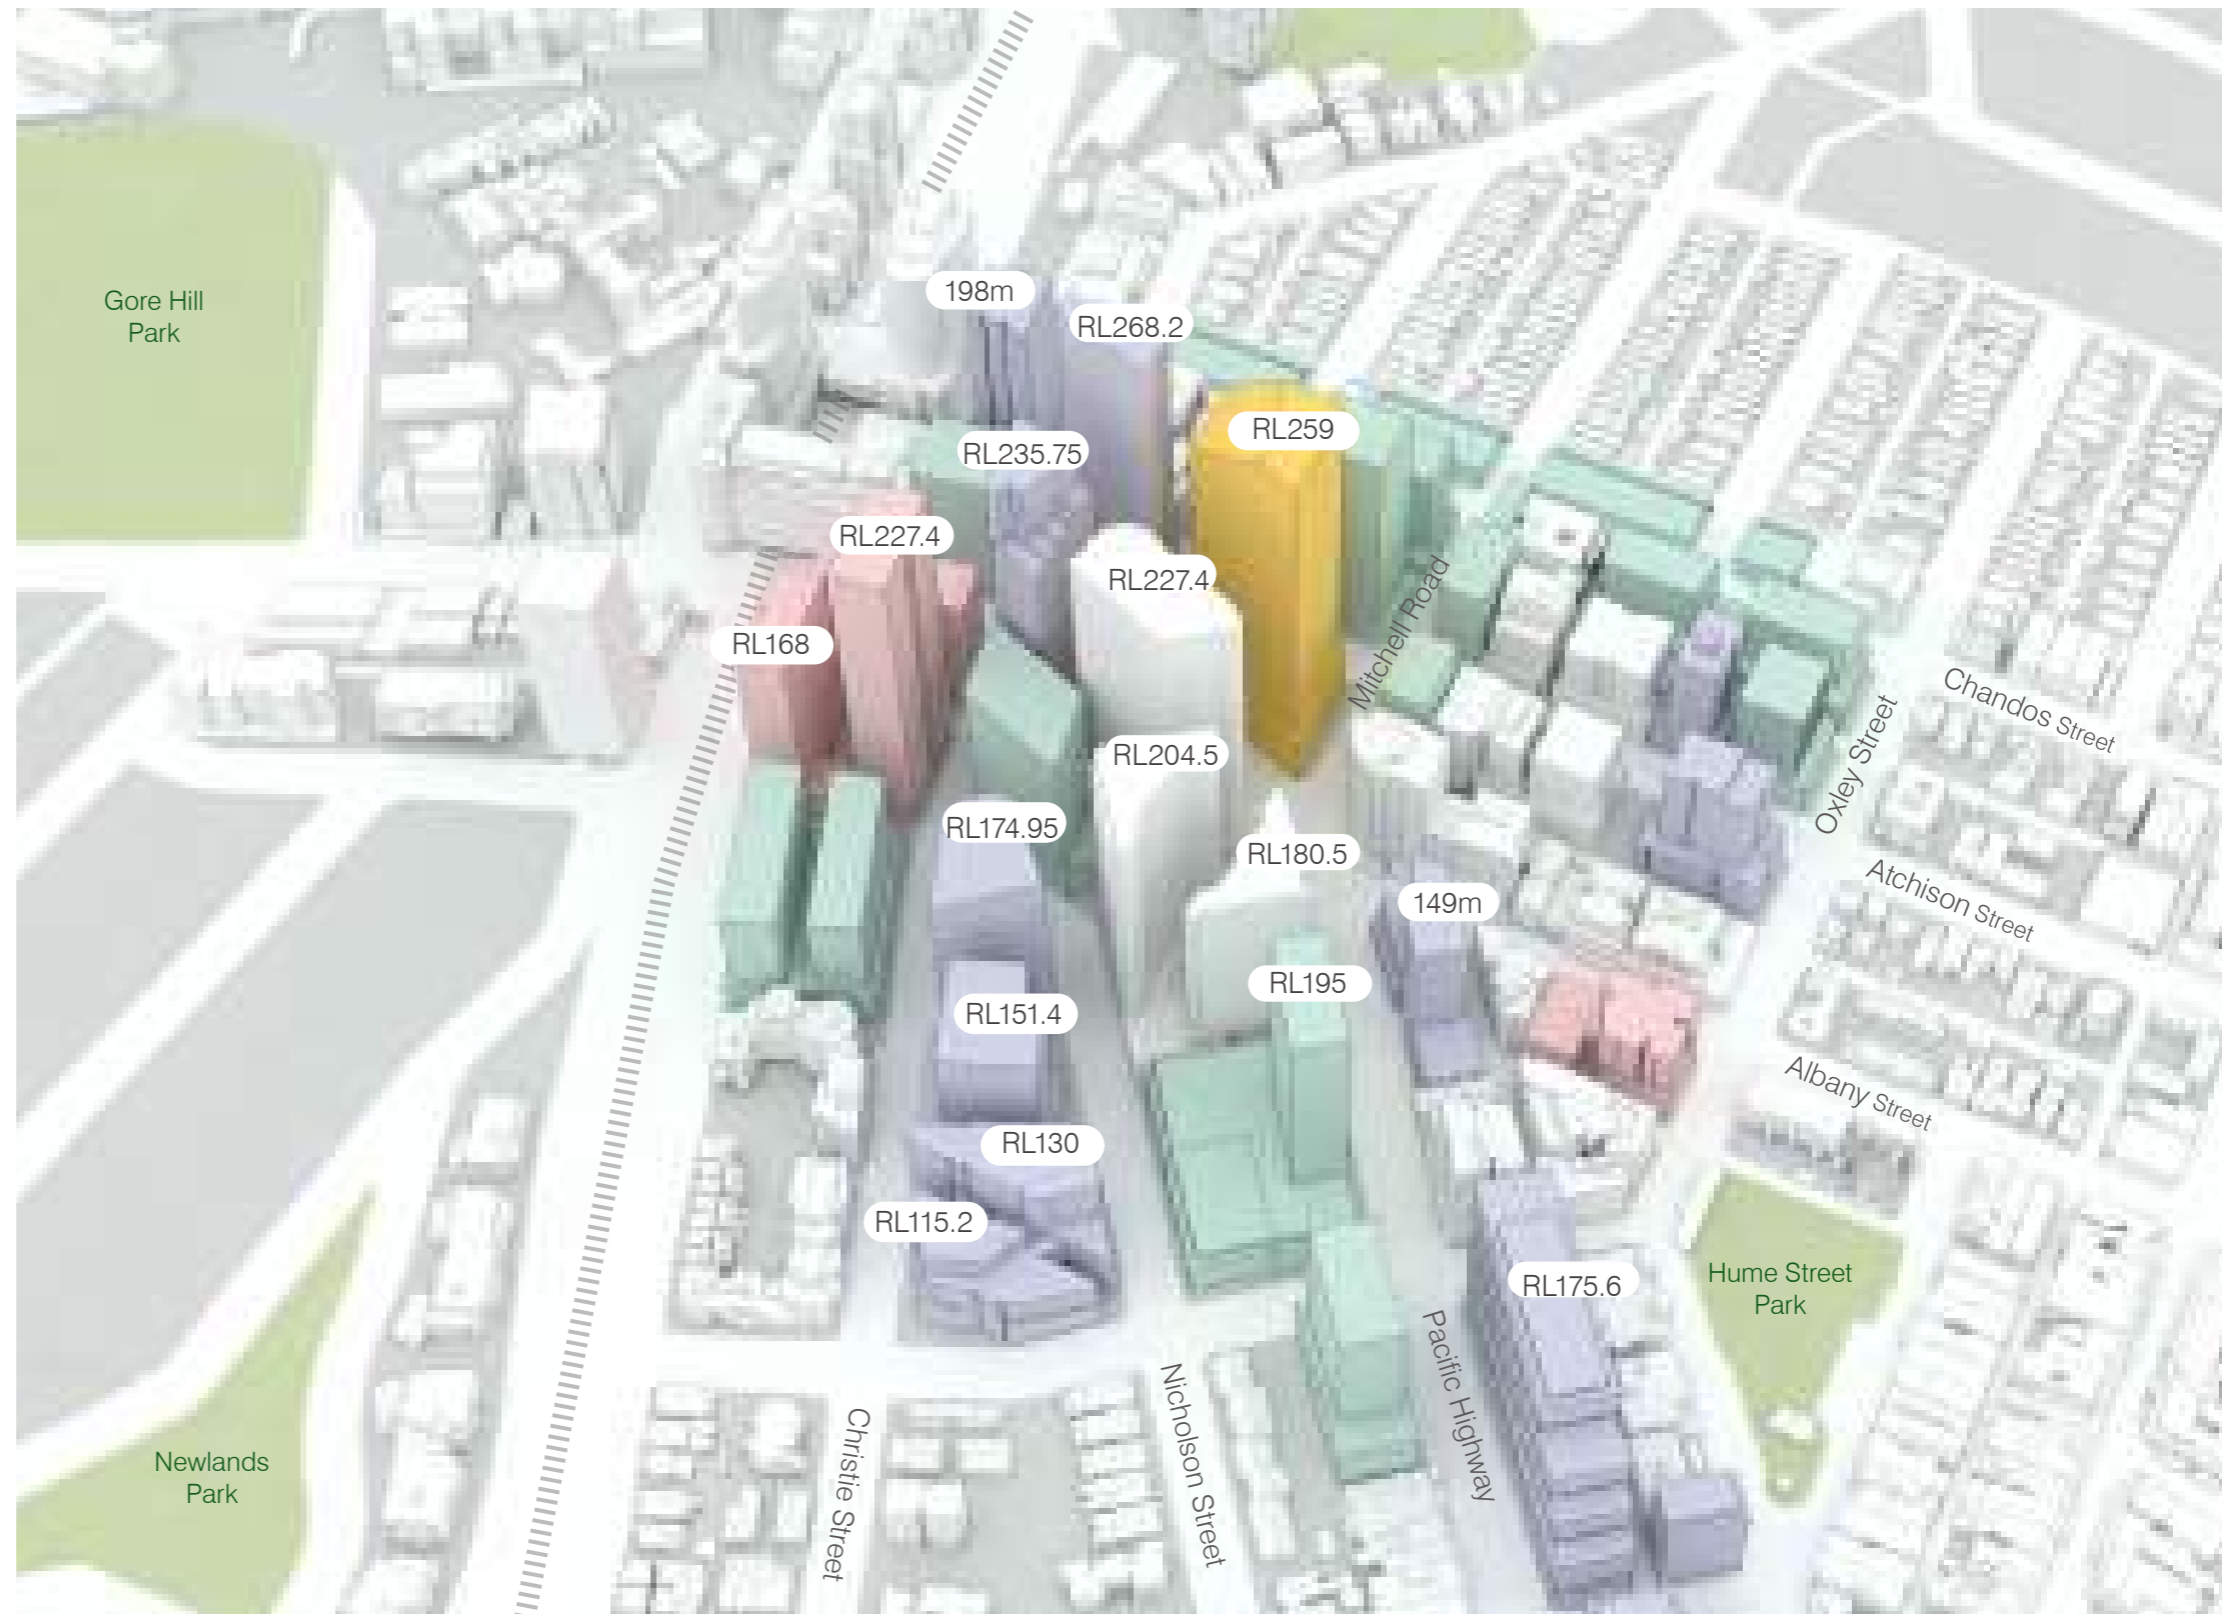 198m
Gore Hill
Park
RL268.2
RL259
RL235.75
RL227.4
RL227.4
Mitchell Road
RL168
Chandos Street
RL204.5
Oxley Street
RL174.95
RL180.5
149m
Atchison Street
RL195
RL151.4
Albany Street
RL130
RL115.2
RL175.6
Hume Street
Park
Pacific Highway
Nicholson Street
Christie Street
Newlands
Park